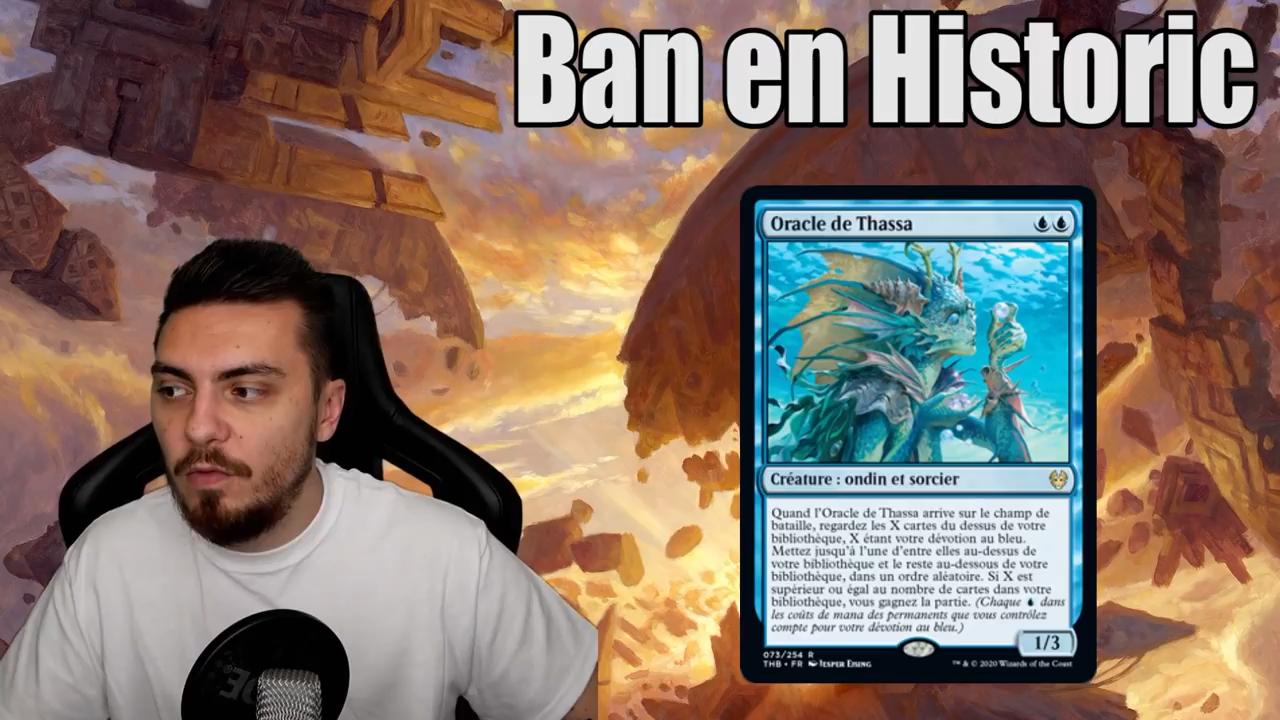 Ban en Historic
Oracle de Thassa
Créature : ondin et sorcier
Quand l'Oracle de Thassa arrive sur le champ de
bataille, regardez les X cartes du dessus de votre
bibliothèque, X étant votre dévotion au bleu.
Mettez jusqu'à l'une d'entre elles au-dessus de
votre bibliothèque et le reste au-dessous de votre
bibliothèque, dans un ordre aléatoire. Si X est
supérieur ou égal au nombre de cartes dans votre
bibliothèque, vous gagnez la partie. (Chaque dans
les coûts de mana des permanents que vous contrôlez
compte pour votre dévotion au bleu.)
1/3
073/254 R
THB • FR JESPER EJSING
™ & © 2020 Wizards of the Coast